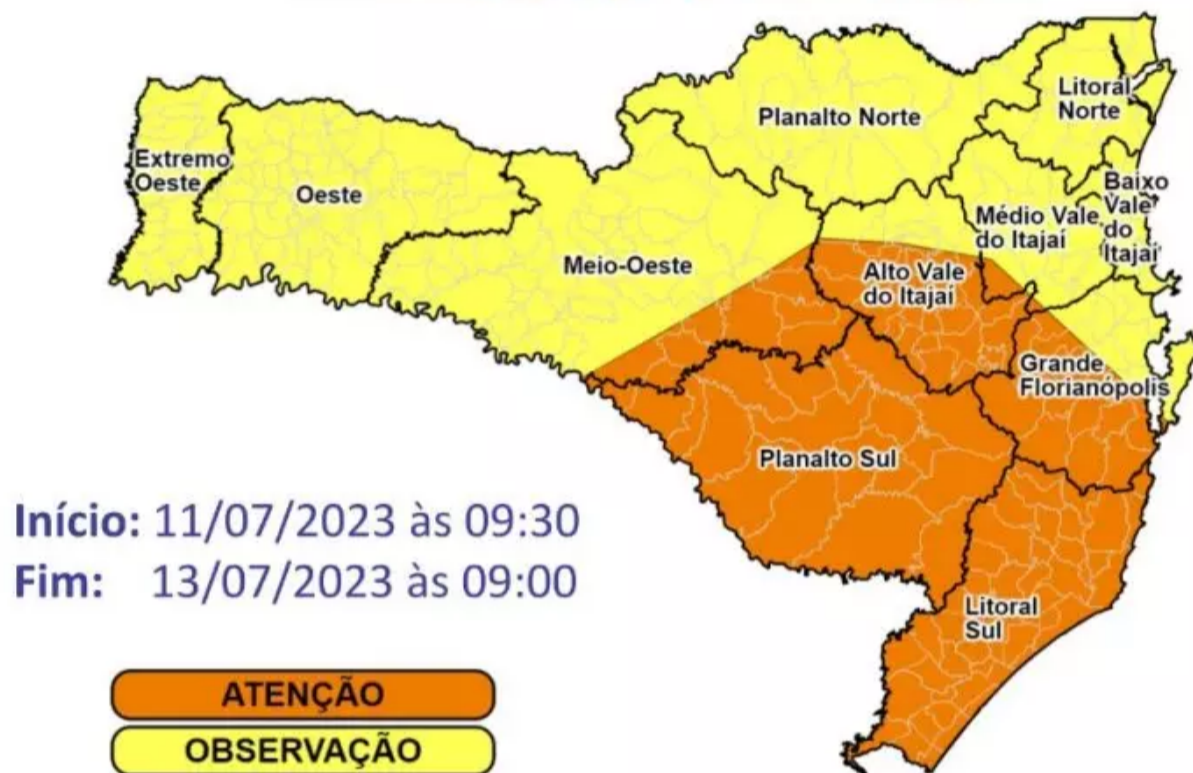 Planalto Norte
Litoral
Norte
Extremo
Oeste
Oeste
Baixo
Vale
do
Itajaí
Médio Vale
do Itajaí
Meio-Oeste
Alto Vale
do Itajaí
Grande
Florianópolis
Planalto Sul
Início: 11/07/2023 às 09:30
Fim: 13/07/2023 às 09:00
Litoral
Sul
ATENÇÃO
OBSERVAÇÃO